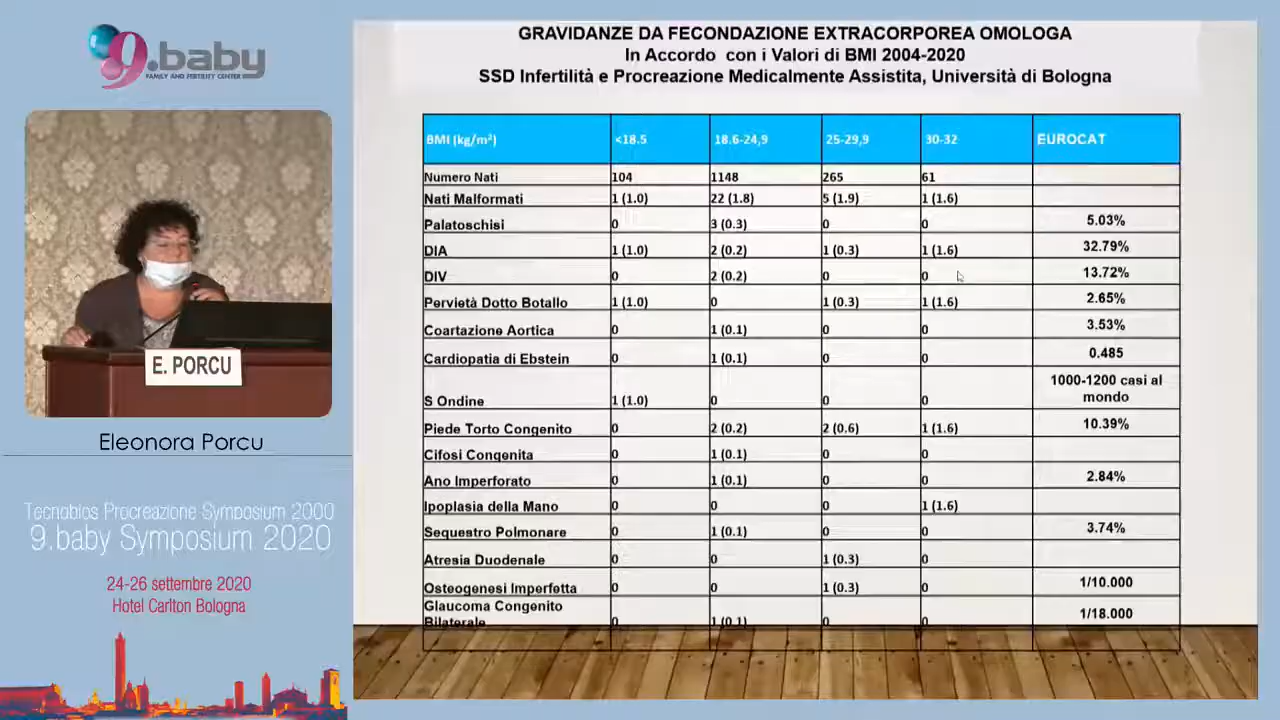 9.baby
FAMILY AND FERTILITY CENTER
E. PORCU
Eleonora Porcu
Tecnobios Procreazione Symposium 2000
9.baby Symposium 2020
24-26 settembre 2020
Hotel Carlton Bologna
GRAVIDANZE DA FECONDAZIONE EXTRACORPOREA OMOLOGA
In Accordo con i Valori di BMI 2004-2020
SSD Infertilità e Procreazione Medicalmente Assistita, Università di Bologna
BMI (kg/m²) <18.5 18.6-24,9 25-29,9 30-32 EUROCAT
Numero Nati 104 1148 265 61
Nati Malformati 1 (1.0) 22 (1.8) 5 (1.9) 1 (1.6)
Palatoschisi 0 3 (0.3) 0 0 5.03%
DIA 1 (1.0) 2 (0.2) 1 (0.3) 1 (1.6) 32.79%
DIV 0 2 (0.2) 0 0 13.72%
Pervietà Dotto Botallo 1 (1.0) 0 1 (0.3) 1 (1.6) 2.65%
Coartazione Aortica 0 1 (0.1) 0 0 3.53%
Cardiopatia di Ebstein 0 1 (0.1) 0 0 0.485
S Ondine 1 (1.0) 0 0 0 1000-1200 casi al
mondo
Piede Torto Congenito 0 2 (0.2) 2 (0.6) 1 (1.6) 10.39%
Cifosi Congenita 0 1 (0.1) 0 0
Ano Imperforato 0 1 (0.1) 0 0 2.84%
Ipoplasia della Mano 0 0 0 1 (1.6)
Sequestro Polmonare 0 1 (0.1) 0 0 3.74%
Atresia Duodenale 0 0 1 (0.3) 0
Osteogenesi Imperfetta 0 0 1 (0.3) 0 1/10.000
Glaucoma Congenito
Bilaterale 0 1 (0.1) 0 0 1/18.000